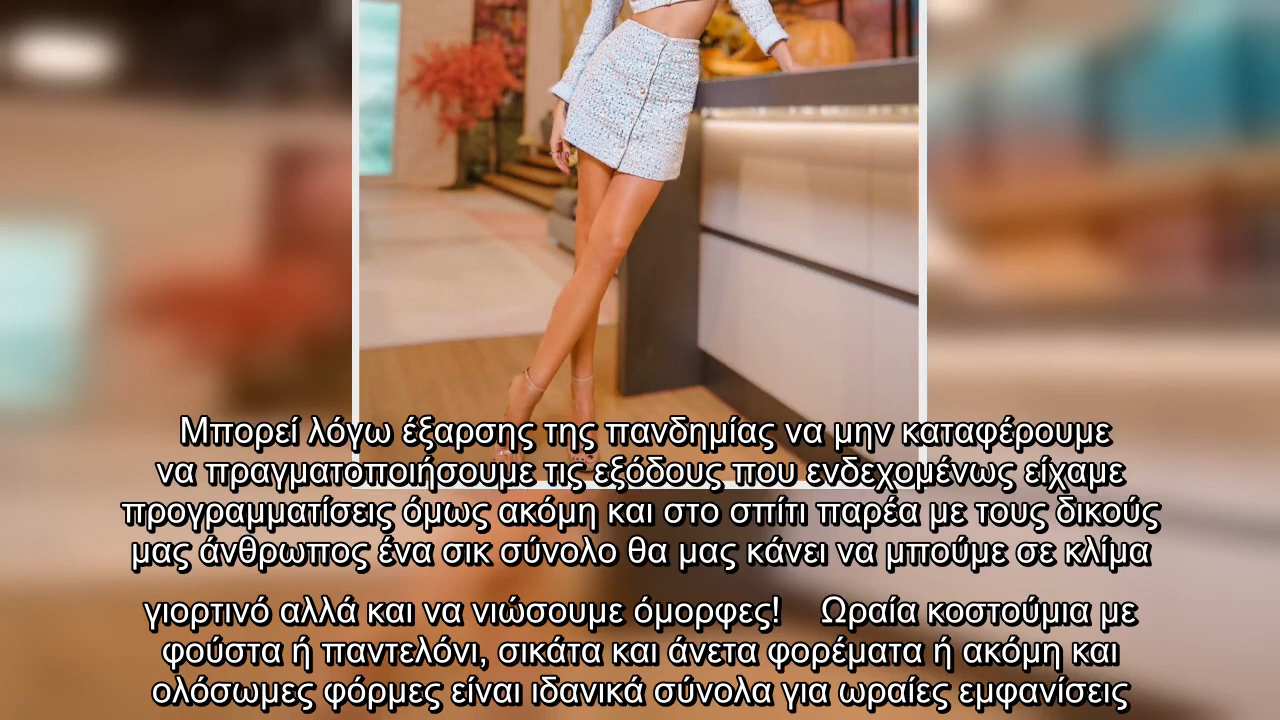 Μπορεί λόγω έξαρσης της πανδημίας να μην καταφέρουμε
να πραγματοποιήσουμε τις εξόδους που ενδεχομένως είχαμε
προγραμματίσεις όμως ακόμη και στο σπίτι παρέα με τους δικούς
μας άνθρωπος ένα σικ σύνολο θα μας κάνει να μπούμε σε κλίμα
γιορτινό αλλά και να νιώσουμε όμορφες! Ωραία κοστούμια με
φούστα ή παντελόνι, σικάτα και άνετα φορέματα ή ακόμη και
ολόσωμες φόρμες είναι ιδανικά σύνολα για ωραίες εμφανίσεις